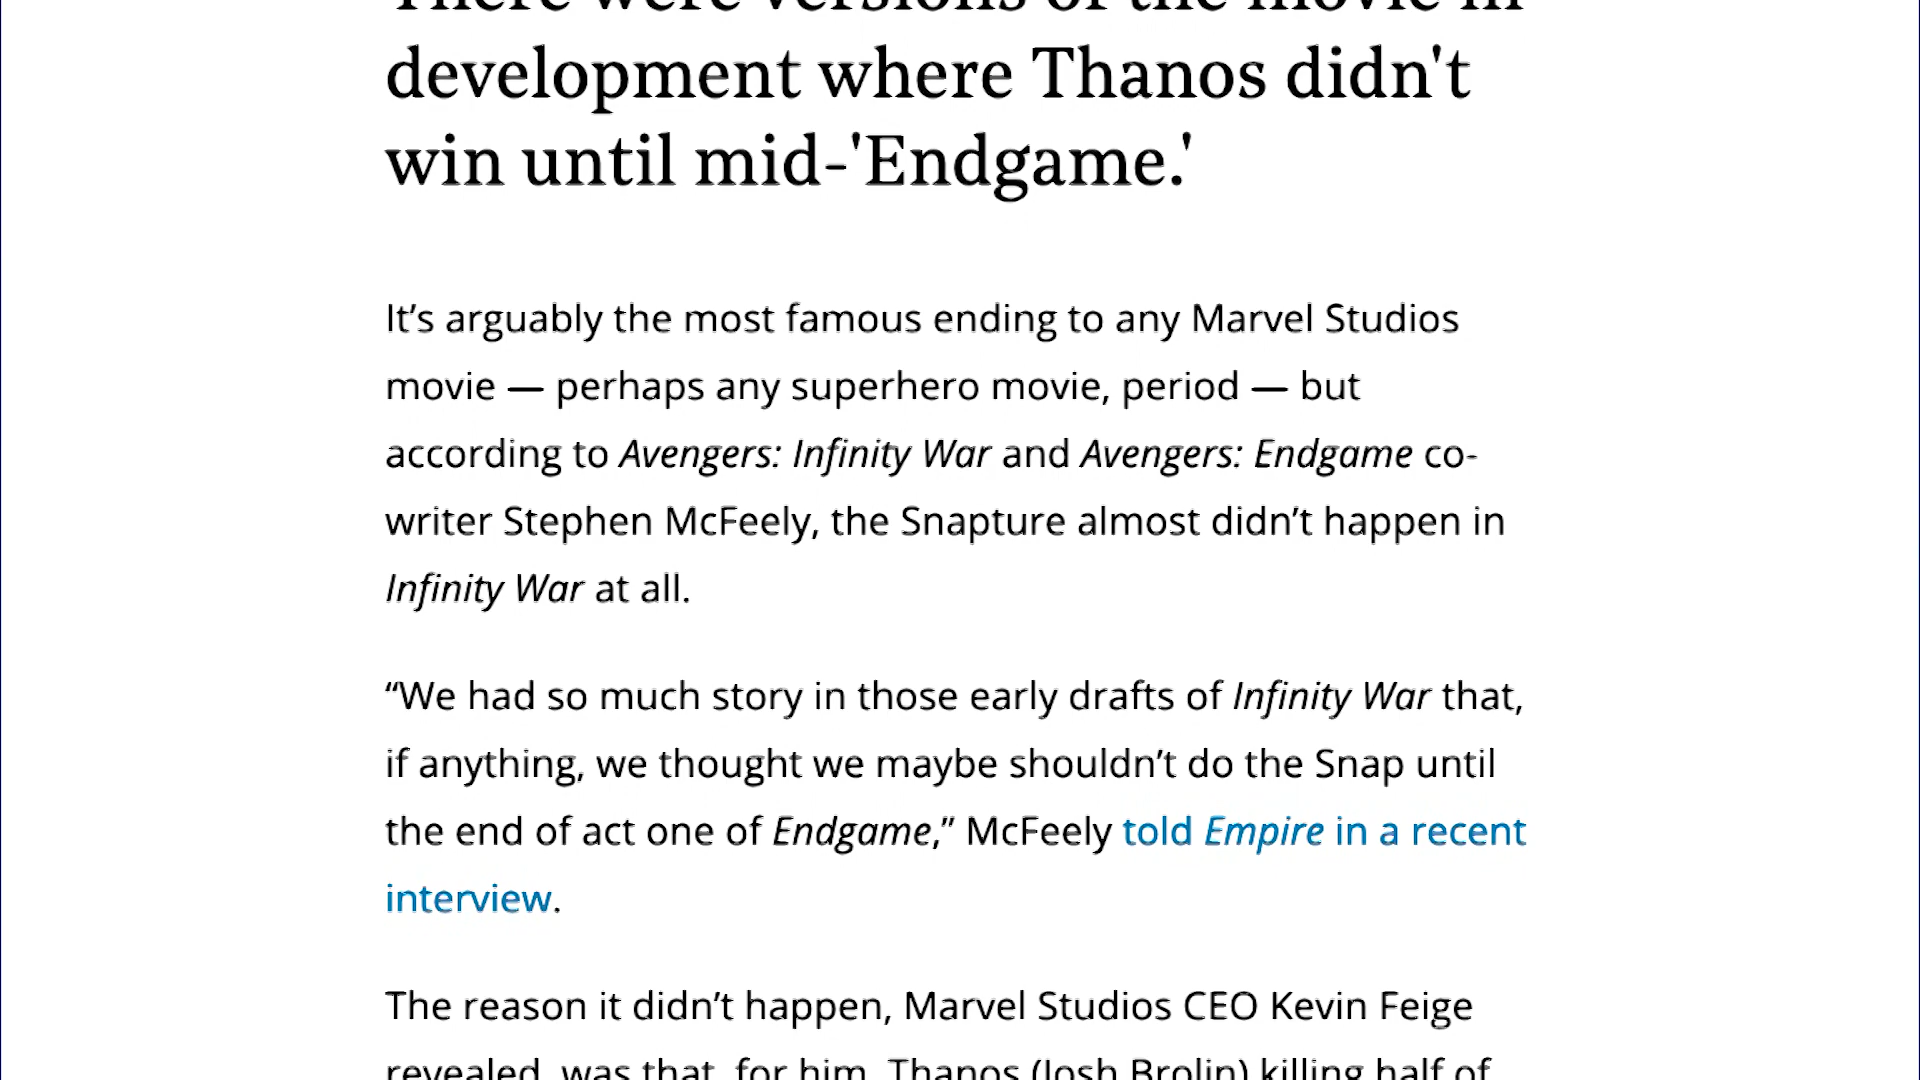 There were versions of the movie in
development where Thanos didn't
win until mid-'Endgame.'
It’s arguably the most famous ending to any Marvel Studios
movie — perhaps any superhero movie, period — but
according to Avengers: Infinity War and Avengers: Endgame co-
writer Stephen McFeely, the Snapture almost didn’t happen in
Infinity War at all.
“We had so much story in those early drafts of Infinity War that,
if anything, we thought we maybe shouldn’t do the Snap until
the end of act one of Endgame,” McFeely told Empire in a recent
interview.
The reason it didn’t happen, Marvel Studios CEO Kevin Feige
revealed, was that, for him, Thanos (Josh Brolin) killing half of